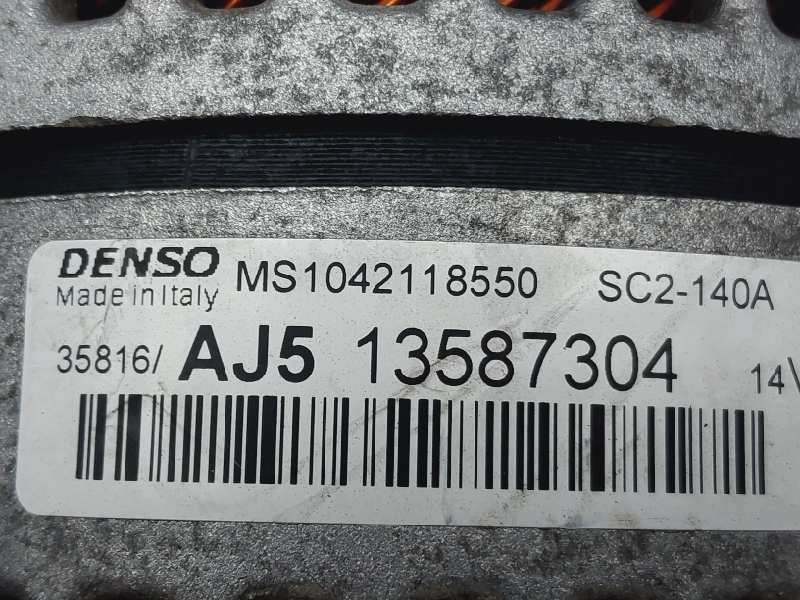 DENSO MS1042118550 SC2-140A
Made in Italy
35816/ AJ5 13587304 14V